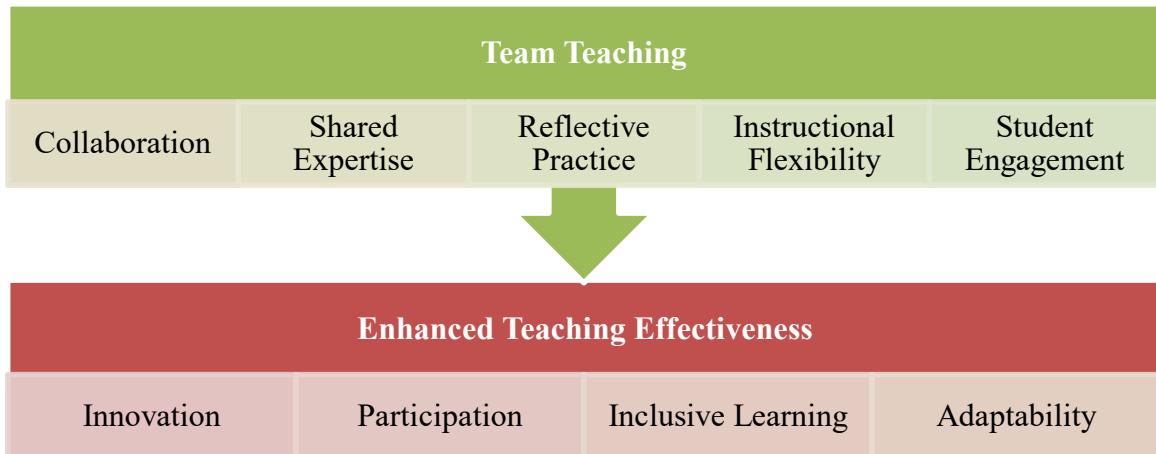 Team Teaching
Collaboration
Shared
Expertise
Reflective
Practice
Instructional
Flexibility
Student
Engagement
Enhanced Teaching Effectiveness
Innovation
Participation
Inclusive Learning
Adaptability